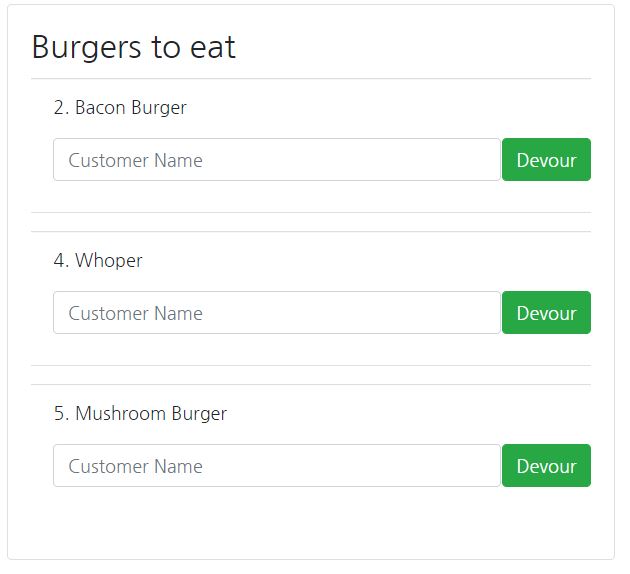 Burgers to eat
2. Bacon Burger
Customer Name Devour
4. Whoper
Customer Name Devour
5. Mushroom Burger
Customer Name Devour